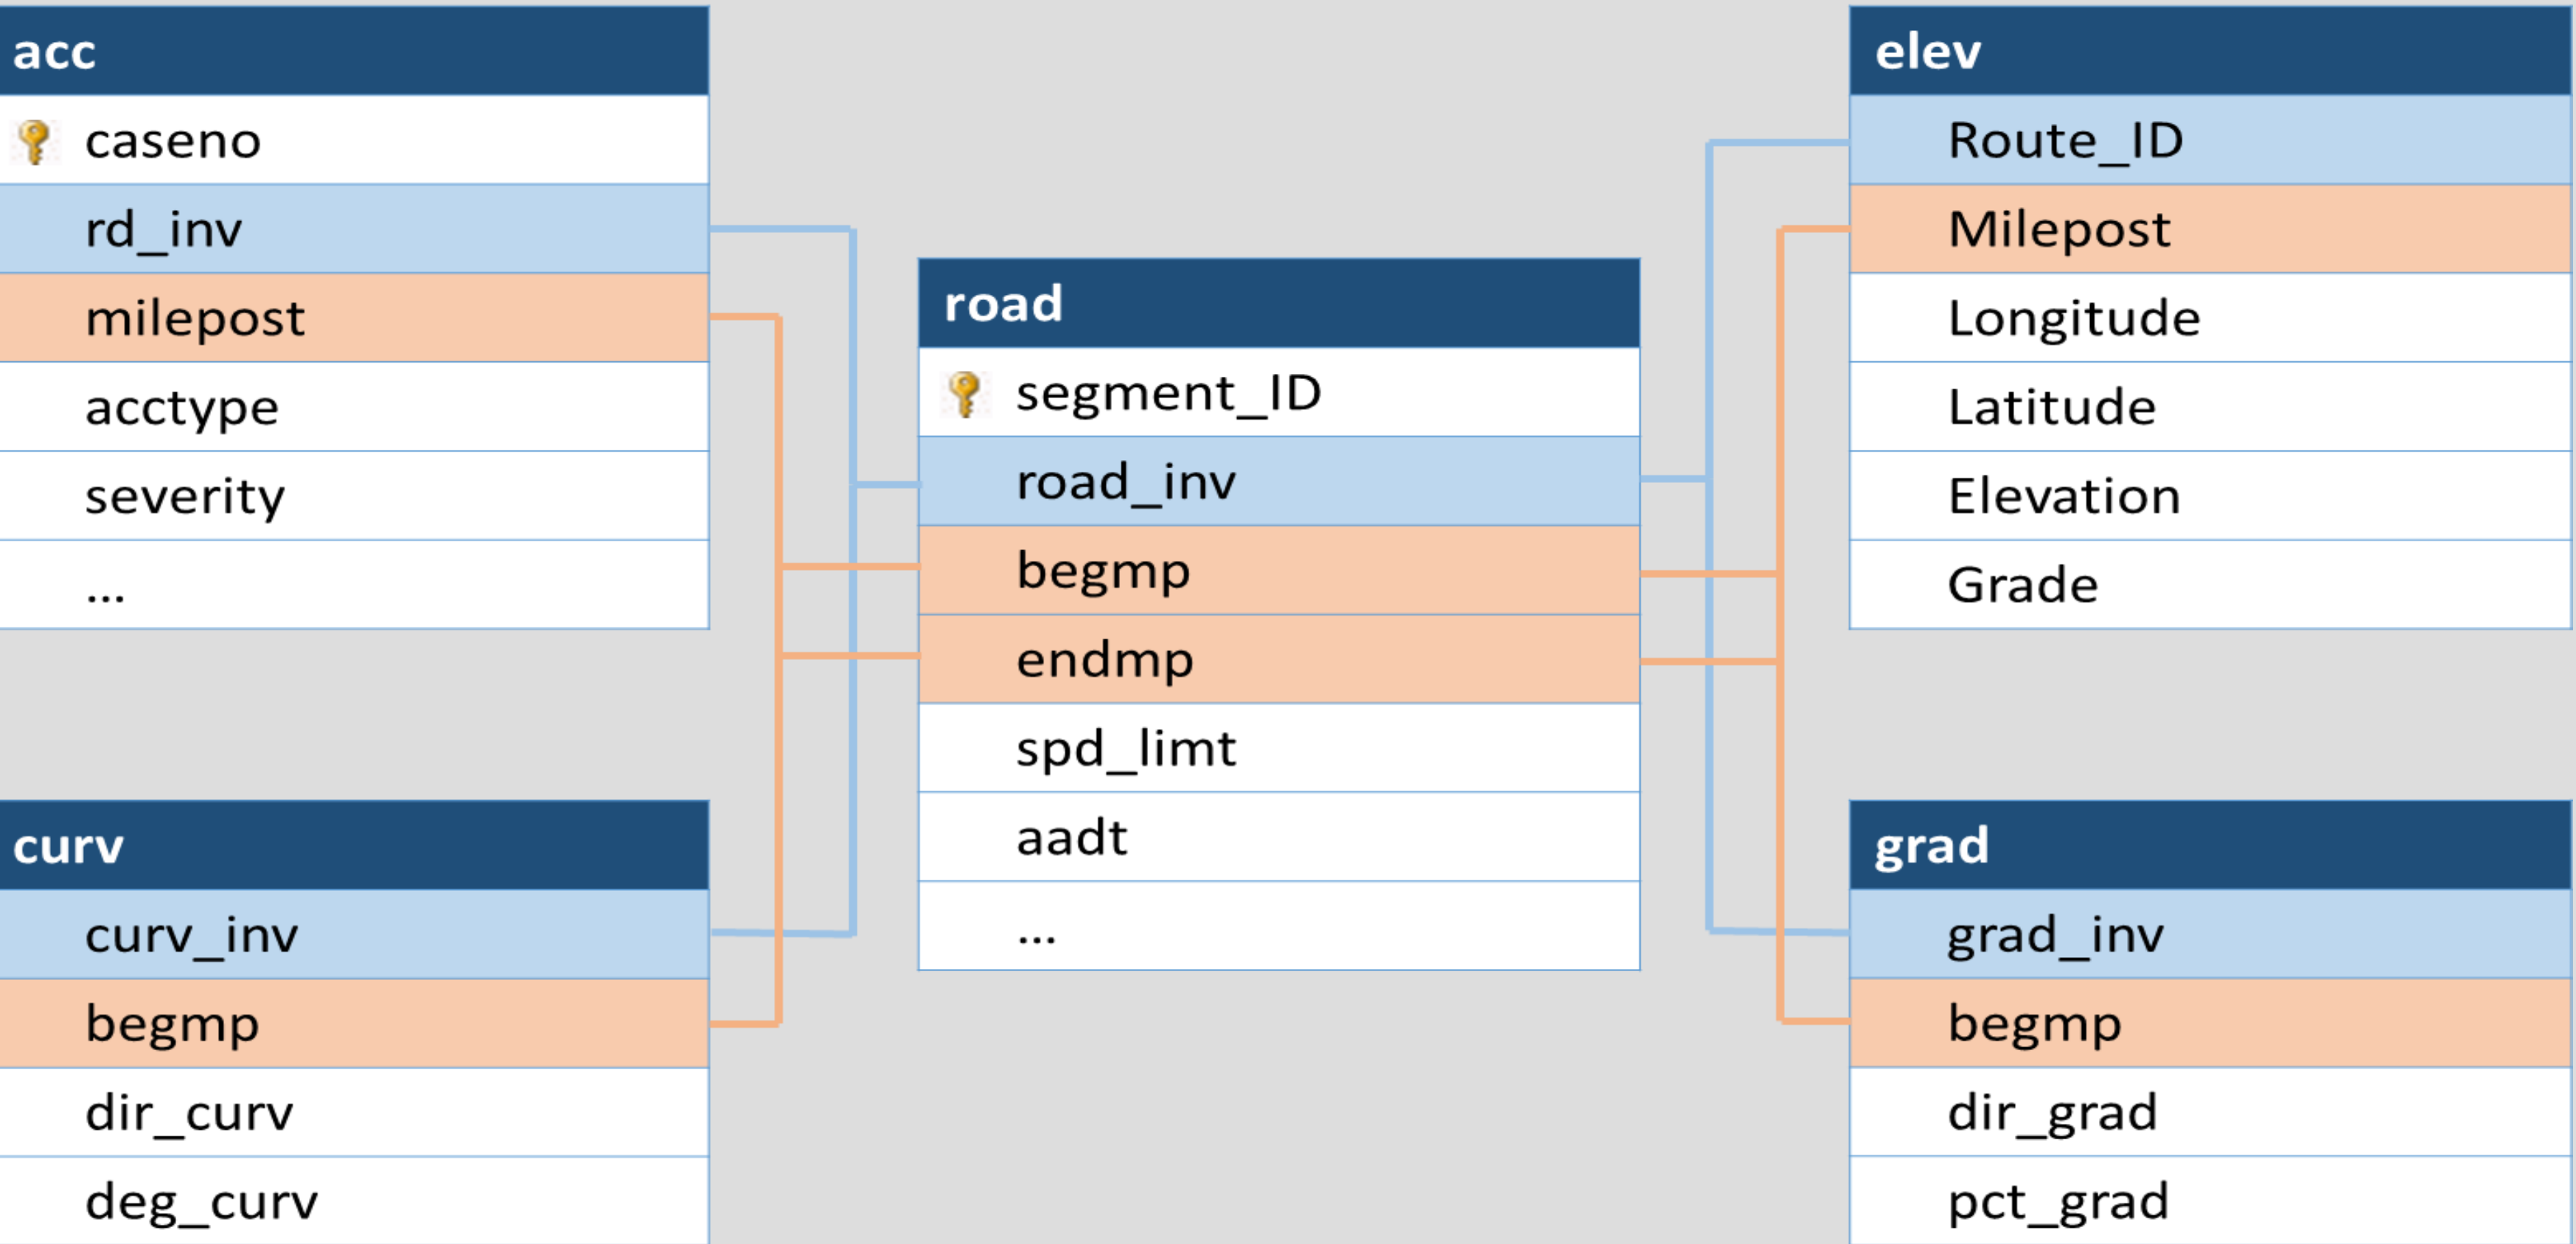 acc
caseno
rd_inv
milepost
acctype
severity
...
curv
curv_inv
begmp
dir_curv
deg_curv
road
segment_ID
road_inv
begmp
endmp
spd_limt
aadt
...
elev
Route_ID
Milepost
Longitude
Latitude
Elevation
Grade
grad
grad_inv
begmp
dir_grad
pct_grad